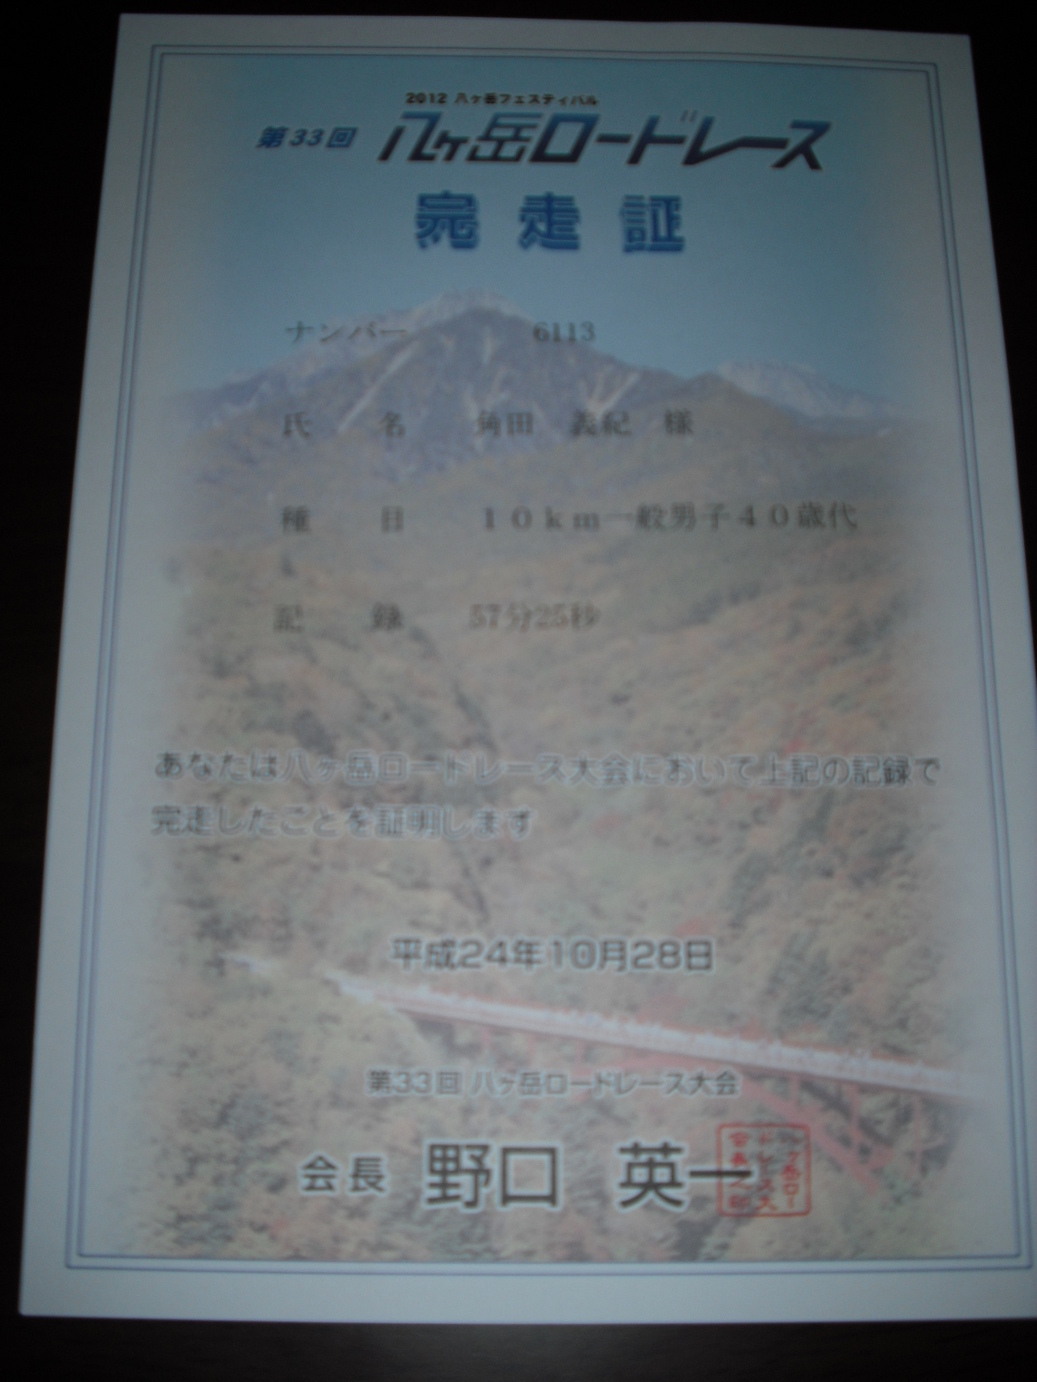 2012 八ヶ岳フェスティバル
第33回 八ヶ岳ロードレース
完走証
ナンバー 6113
氏 名 角田 義紀 様
種 目 10km一般男子40歳代
記 録 57分25秒
あなたは八ヶ岳ロードレース大会において上記の記録で
完走したことを証明します
平成24年10月28日
第33回 八ヶ岳ロードレース大会
会長 野口 英一